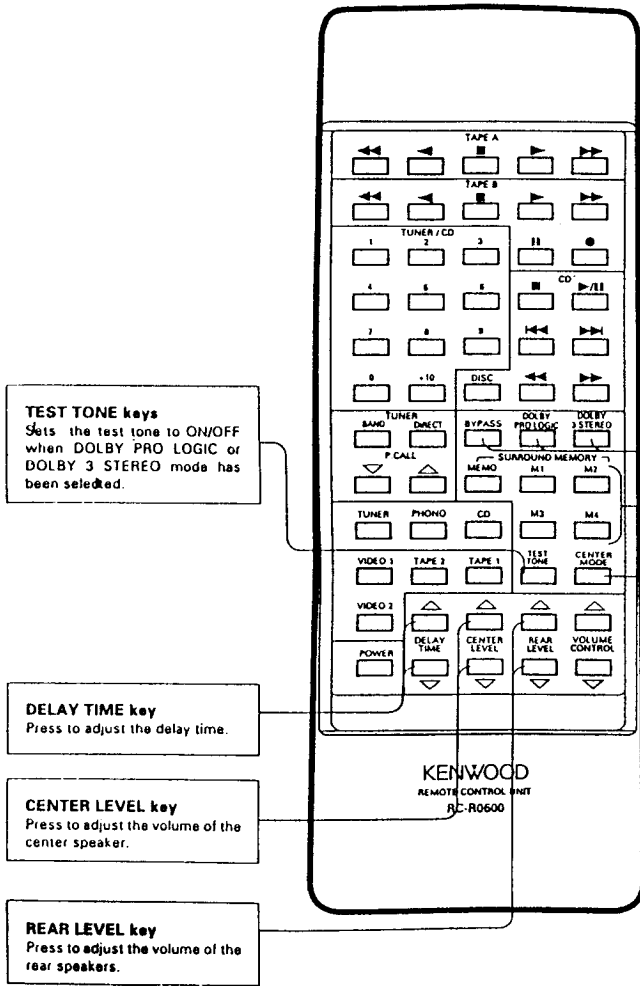 TAPE A
TAPE B
TUNER / CD
1 2 3
CD
4 5 6
7 8 9
0 +10 DISC
TUNER
BAND DIRECT BYPASS DOLBY PRO LOGIC DOLBY 3 STEREO
P.CALL
SURROUND MEMORY
MEMO M1 M2
TUNER PHONO CD M3 M4
VIDEO 1 TAPE 2 TAPE 1 TEST TONE CENTER MODE
VIDEO 2
POWER DELAY TIME CENTER LEVEL REAR LEVEL VOLUME CONTROL
KENWOOD
REMOTE CONTROL UNIT
RC-R0600
TEST TONE keys
Sets the test tone to ON/OFF
when DOLBY PRO LOGIC or
DOLBY 3 STEREO mode has
been selected.
DELAY TIME key
Press to adjust the delay time.
CENTER LEVEL key
Press to adjust the volume of the
center speaker.
REAR LEVEL key
Press to adjust the volume of the
rear speakers.